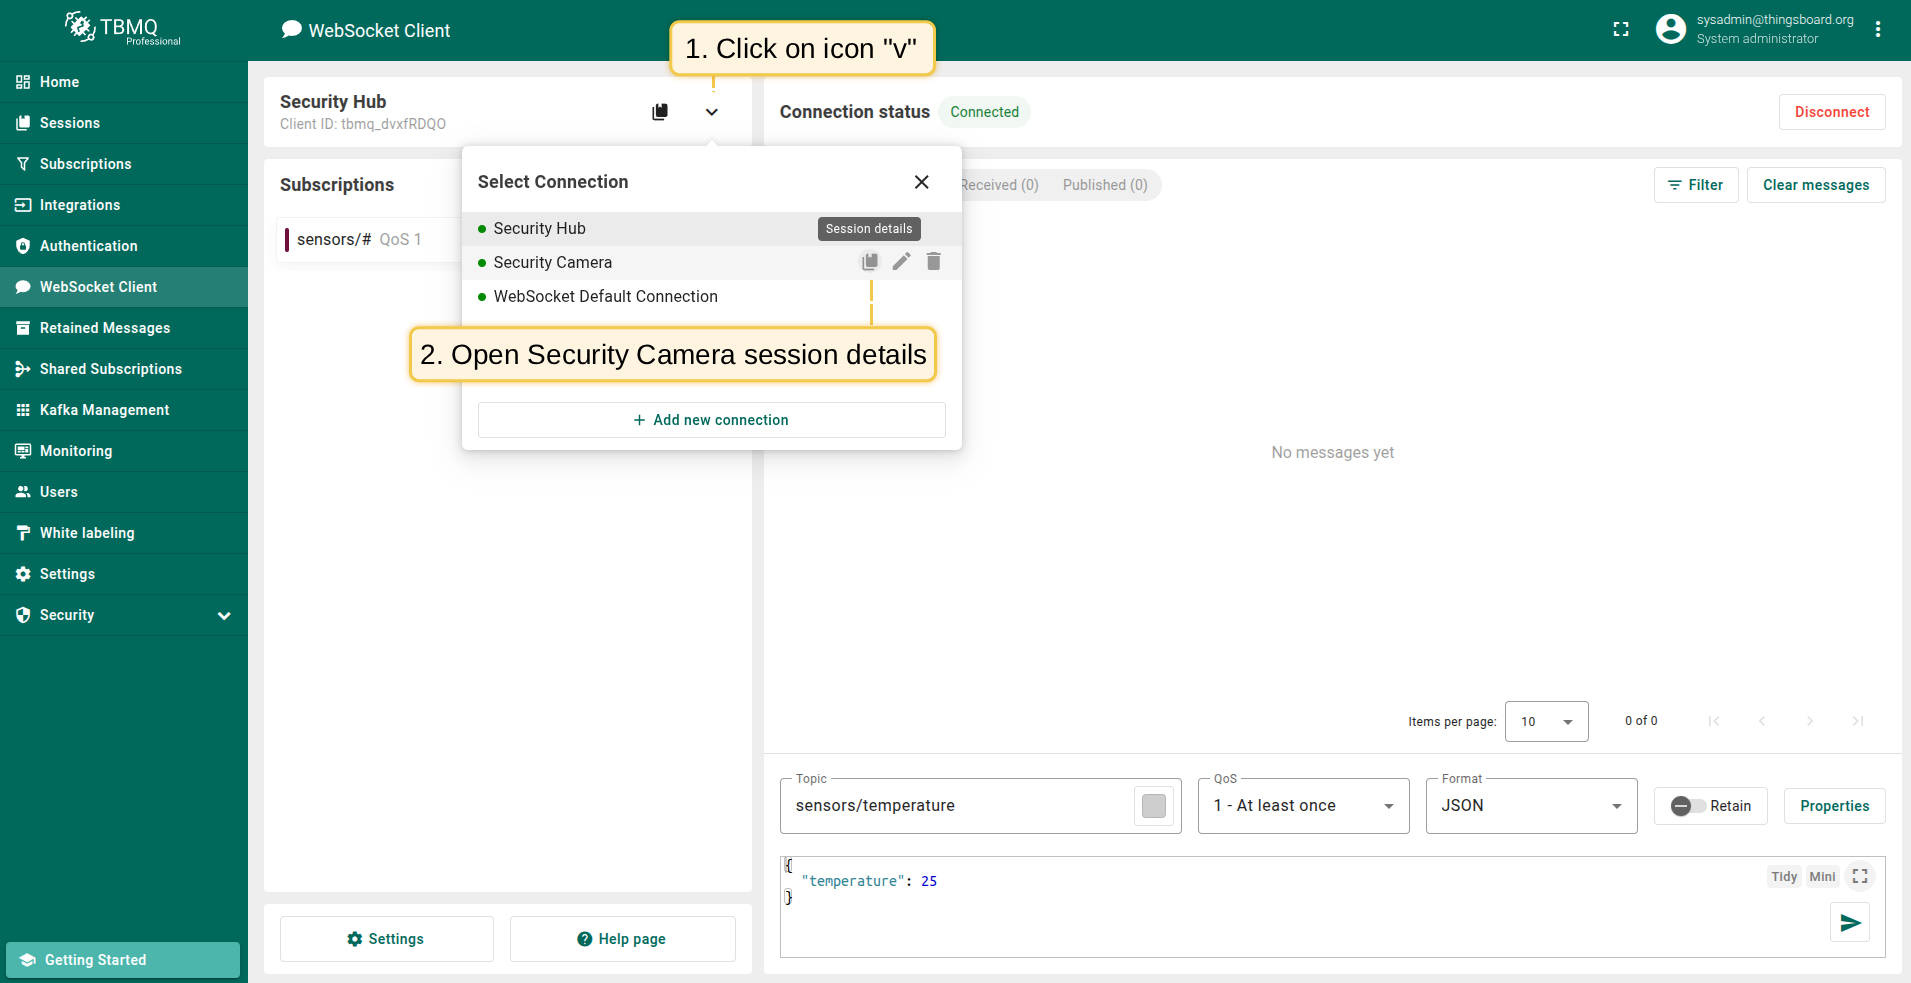 TBMQ
Professional
WebSocket Client
1. Click on icon "v"
sysadmin@thingsboard.org
System administrator
Home
Sessions
Subscriptions
Integrations
Authentication
WebSocket Client
Retained Messages
Shared Subscriptions
Kafka Management
Monitoring
Users
White labeling
Settings
Security
Getting Started
Security Hub
Client ID: tbmq_dvxfRDQO
Subscriptions
sensors/# QoS 1
Select Connection
Security Hub
Session details
Security Camera
WebSocket Default Connection
2. Open Security Camera session details
Add new connection
Settings
Help page
Connection status Connected
Disconnect
Received (0) Published (0)
Filter
Clear messages
No messages yet
Items per page: 10 0 of 0
Topic
sensors/temperature
QoS
1 - At least once
Format
JSON
Retain
Properties
{
"temperature": 25
}
Tidy Mini